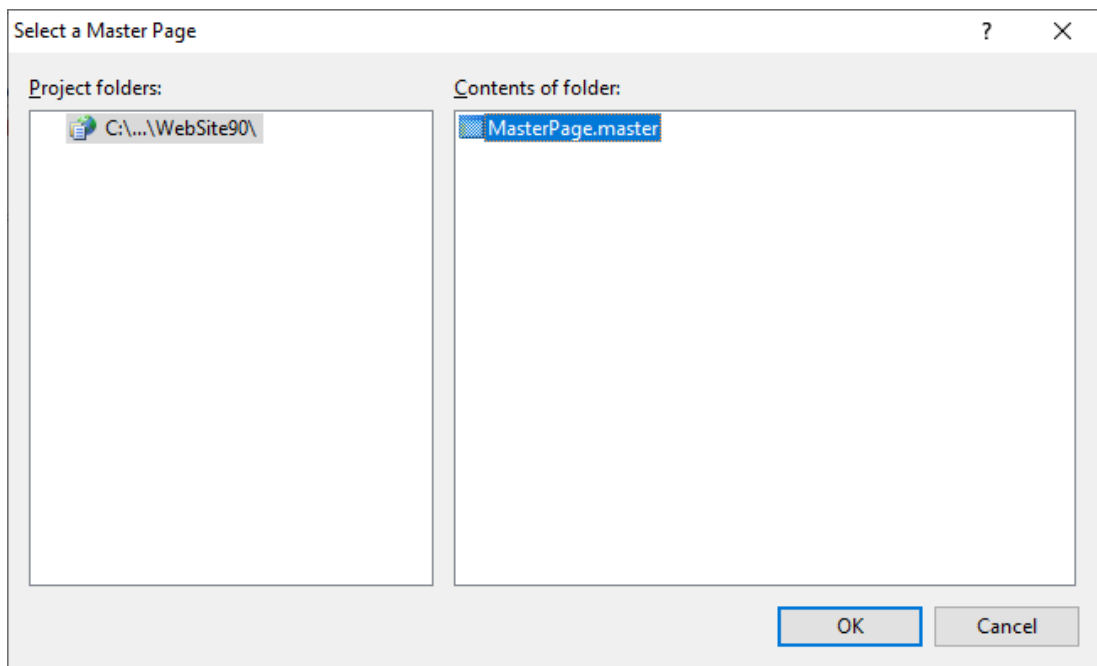 Select a Master Page
?
Project folders:
Contents of folder:
C:\...\WebSite90\
MasterPage.master
OK
Cancel